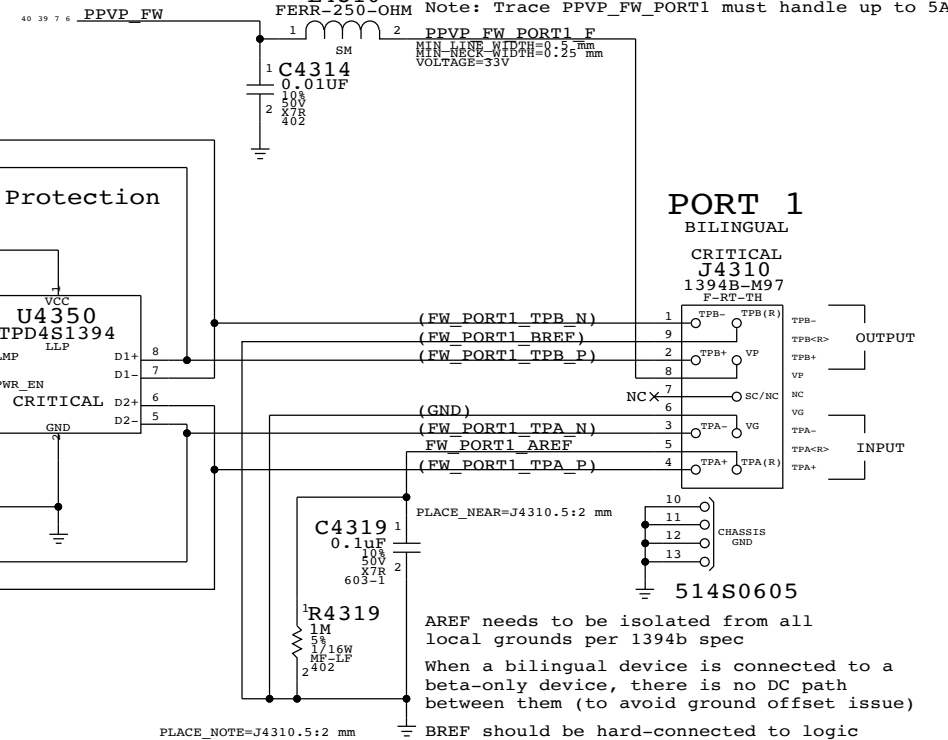 FERR-250-OHM
Note: Trace PPVP_FW_PORT1 must handle up to 5A
40 39 7 6 PPVP_FW
1 2
SM
PPVP_FW_PORT1_F
MIN_LINE_WIDTH=0.5 mm
MIN_NECK_WIDTH=0.25 mm
VOLTAGE=33V
1 C4314
0.01UF
10%
50V
2 X7R
402
Protection
PORT 1
BILINGUAL
CRITICAL
J4310
1394B-M97
F-RT-TH
1
VCC
U4350
TPD4S1394
LLP
D1+ 8
D1- 7
PWR_EN
CRITICAL D2+ 6
D2- 5
GND
2
(FW_PORT1_TPB_N) 1 TPB- TPB(R) TPB-
(FW_PORT1_BREF) 9 TPB<R>
OUTPUT
(FW_PORT1_TPB_P) 2 TPB+ VP TPB+
8 VP
NC 7 SC/NC NC
(GND) 6 VG
(FW_PORT1_TPA_N) 3 TPA- VG TPA-
FW_PORT1_AREF 5 TPA<R>
INPUT
(FW_PORT1_TPA_P) 4 TPA+ TPA(R) TPA+
PLACE_NEAR=J4310.5:2 mm
10
11
12
13
CHASSIS
GND
514S0605
C4319 1
0.1uF
10%
50V
X7R 2
603-1
1 R4319
1M
5%
1/16W
MF-LF
2 402
AREF needs to be isolated from all
local grounds per 1394b spec
When a bilingual device is connected to a
beta-only device, there is no DC path
between them (to avoid ground offset issue)
PLACE_NOTE=J4310.5:2 mm
BREF should be hard-connected to logic